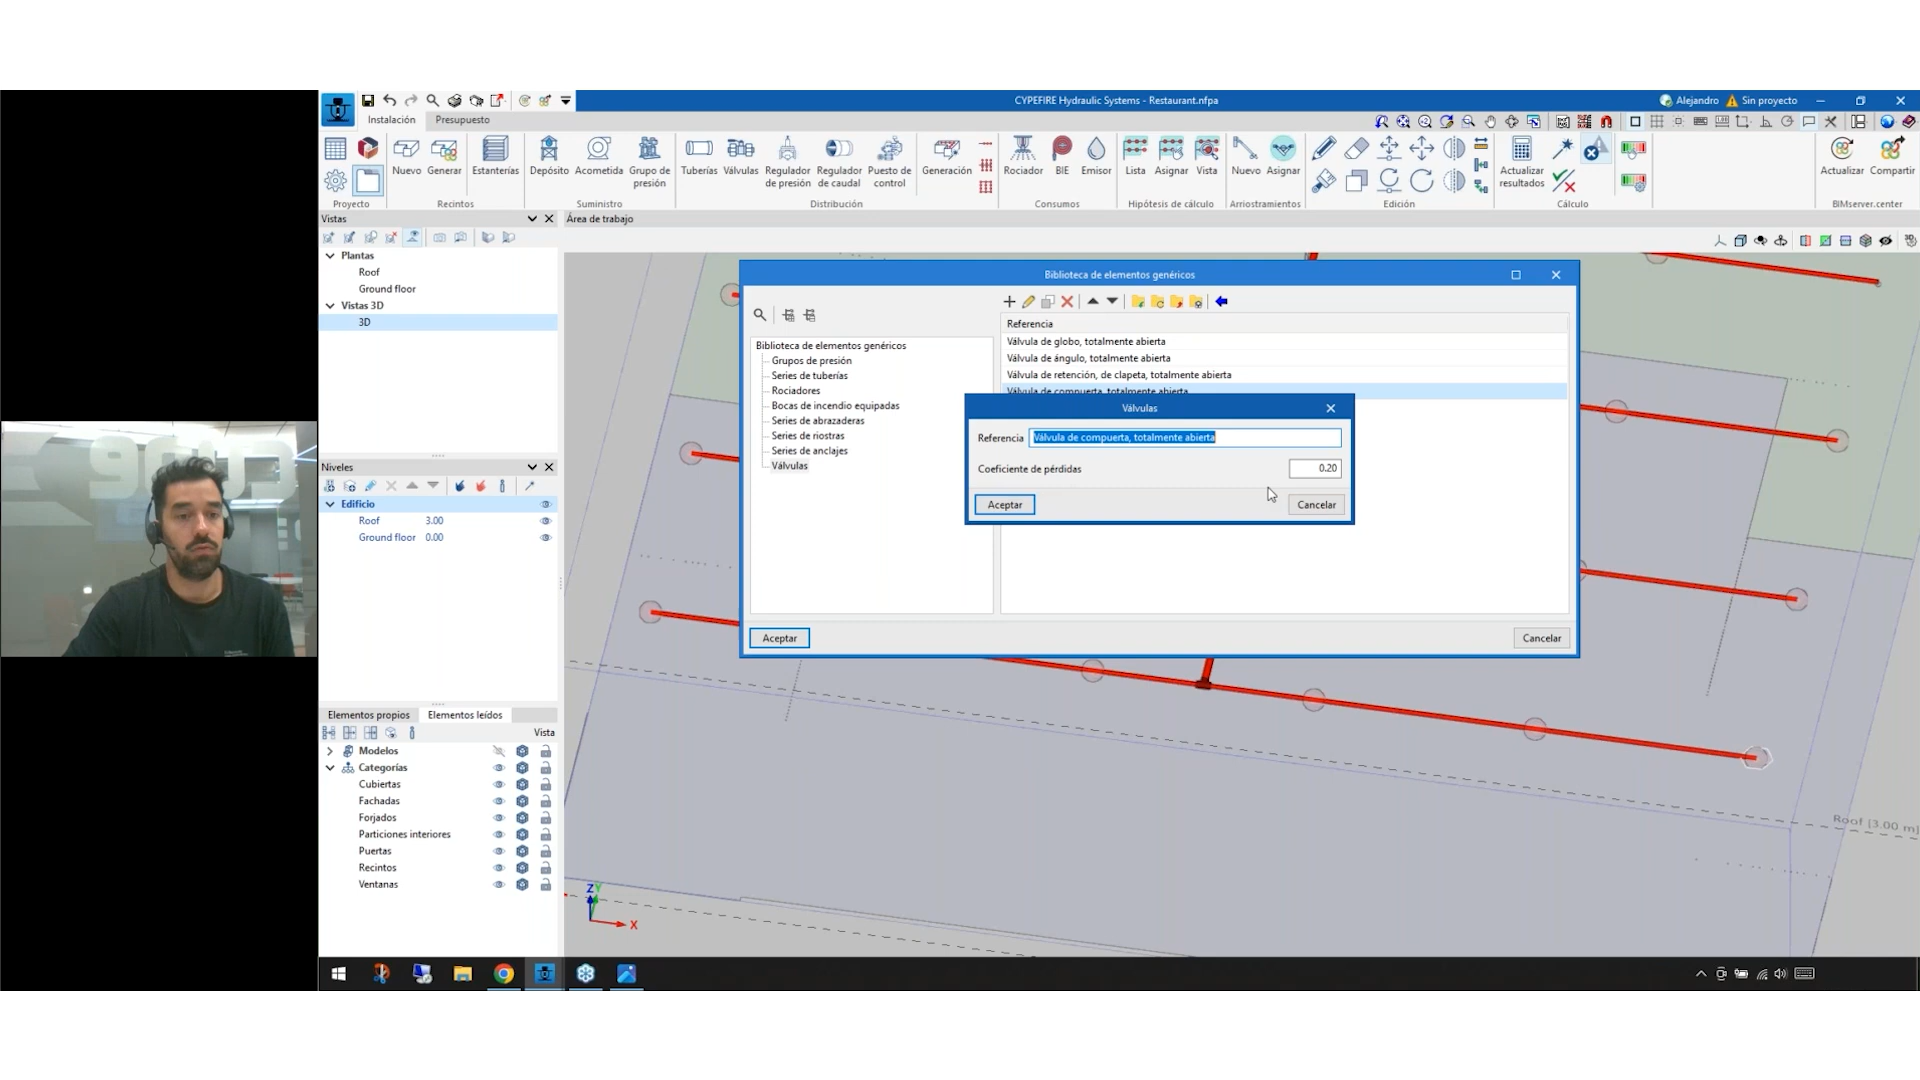 CYPEFIRE Hydraulic Systems - Restaurant.nfpa
Alejandro
Sin proyecto
Instalación
Presupuesto
Nuevo
Generar
Estanterías
Depósito
Acometida
Grupo de presión
Tuberías
Válvulas
Regulador de presión
Regulador de caudal
Puesto de control
Generación
Rociador
BIE
Emisor
Lista
Asignar
Vista
Nuevo
Asignar
Actualizar resultados
Actualizar
Compartir
Proyecto
Recintos
Suministro
Distribución
Consumos
Hipótesis de cálculo
Arriostramientos
Edición
Cálculo
BIMserver.center
Vistas
Área de trabajo
Plantas
Roof
Ground floor
Vistas 3D
3D
Niveles
Edificio
Roof 3.00
Ground floor 0.00
Elementos propios
Elementos leídos
Vista
Modelos
Categorías
Cubiertas
Fachadas
Forjados
Particiones interiores
Puertas
Recintos
Ventanas
Biblioteca de elementos genéricos
Biblioteca de elementos genéricos
Grupos de presión
Series de tuberías
Rociadores
Bocas de incendio equipadas
Series de abrazaderas
Series de riostras
Series de anclajes
Válvulas
Referencia
Válvula de globo, totalmente abierta
Válvula de ángulo, totalmente abierta
Válvula de retención, de clapeta, totalmente abierta
Válvula de compuerta, totalmente abierta
Válvulas
Referencia
Válvula de compuerta, totalmente abierta
Coeficiente de pérdidas
0.20
Aceptar
Cancelar
Aceptar
Cancelar
Roof [3.00 m]
Z
Y
X